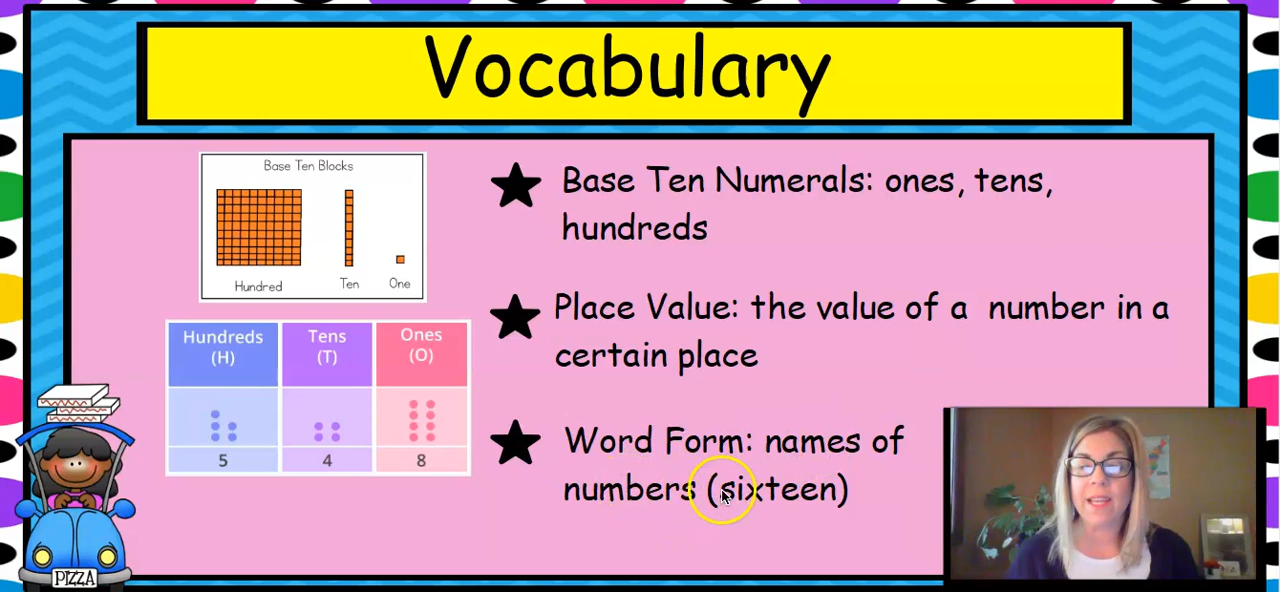 Vocabulary
Base Ten Blocks
Hundred Ten One
Hundreds (H) Tens (T) Ones (O)
5 4 8
Base Ten Numerals: ones, tens,
hundreds
Place Value: the value of a number in a
certain place
Word Form: names of
numbers (sixteen)
PIZZA